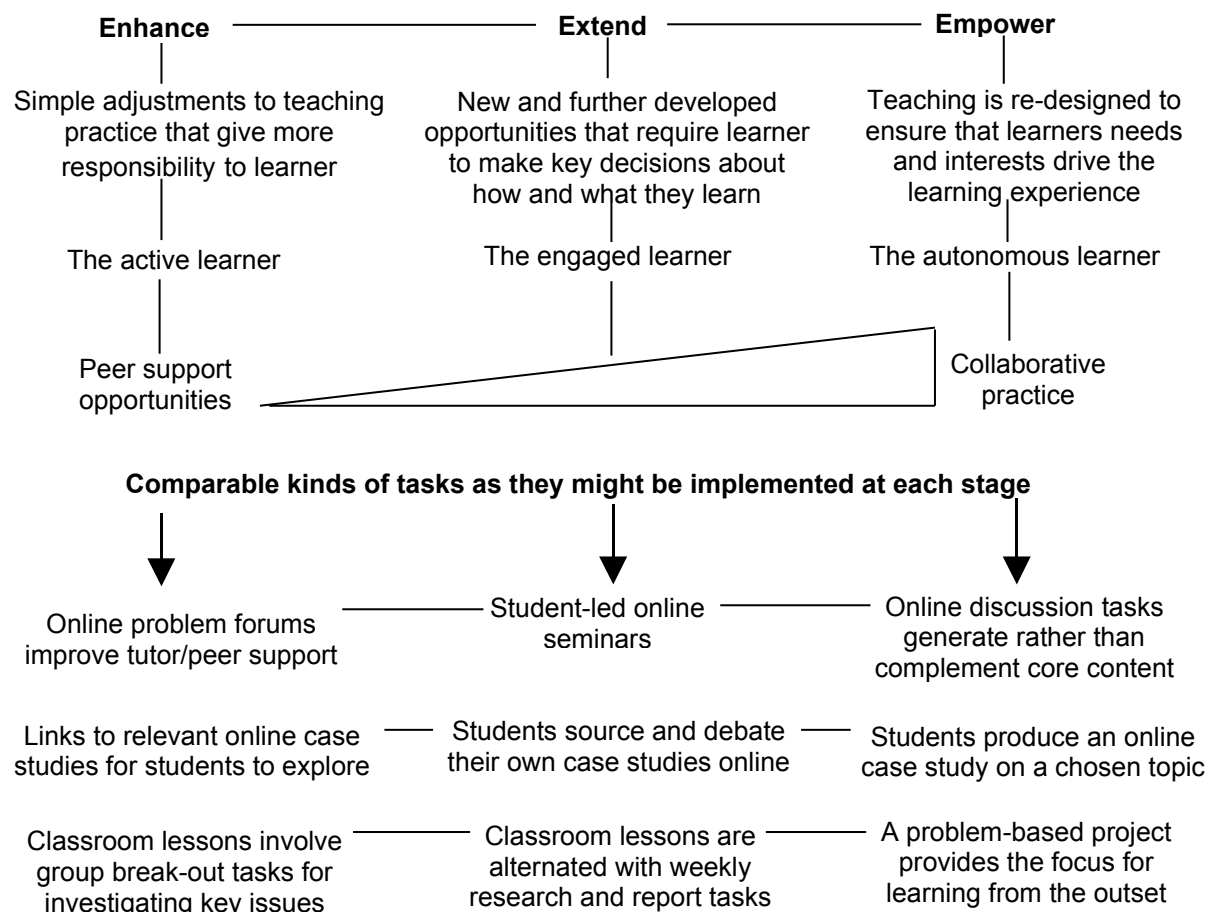 Enhance
Extend
Empower
Simple adjustments to teaching
practice that give more
responsibility to learner
New and further developed
opportunities that require learner
to make key decisions about
how and what they learn
Teaching is re-designed to
ensure that learners needs
and interests drive the
learning experience
The active learner
The engaged learner
The autonomous learner
Peer support
opportunities
Collaborative
practice
Comparable kinds of tasks as they might be implemented at each stage
Online problem forums
improve tutor/peer support
Student-led online
seminars
Online discussion tasks
generate rather than
complement core content
Links to relevant online case
studies for students to explore
Students source and debate
their own case studies online
Students produce an online
case study on a chosen topic
Classroom lessons involve
group break-out tasks for
investigating key issues
Classroom lessons are
alternated with weekly
research and report tasks
A problem-based project
provides the focus for
learning from the outset